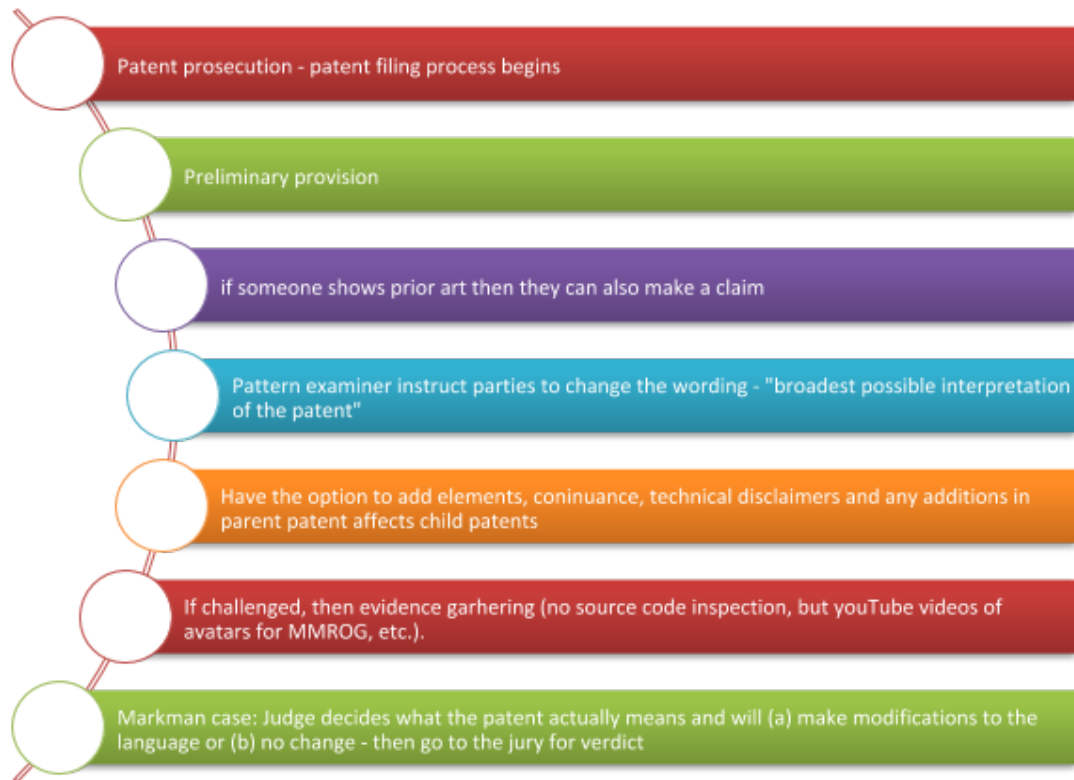 Patent prosecution - patent filing process begins
Preliminary provision
if someone shows prior art then they can also make a claim
Pattern examiner instruct parties to change the wording - "broadest possible interpretation
of the patent"
Have the option to add elements, coninuance, technical disclaimers and any additions in
parent patent affects child patents
If challenged, then evidence garhering (no source code inspection, but youTube videos of
avatars for MMROG, etc.).
Markman case: Judge decides what the patent actually means and will (a) make modifications to the
language or (b) no change - then go to the jury for verdict